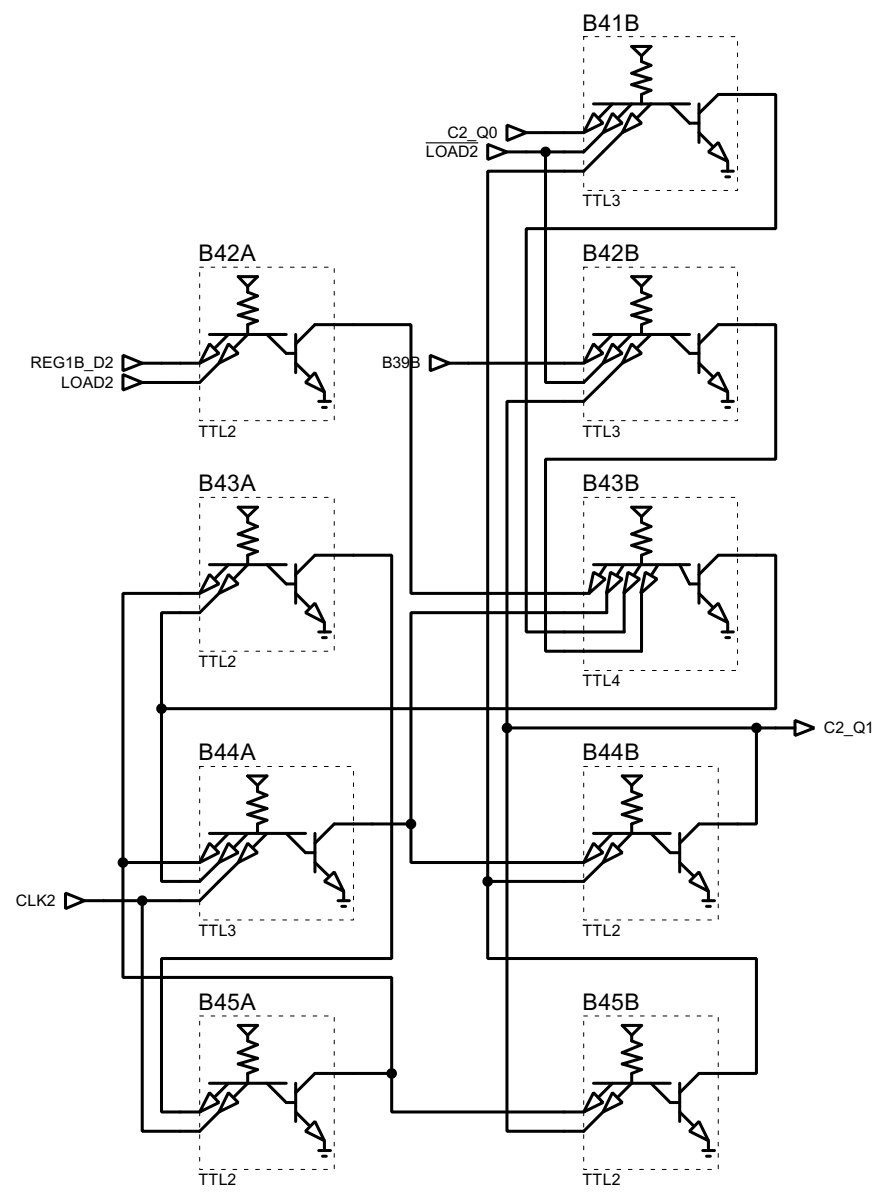 B41B
C2_Q0
LOAD2
TTL3
B42A
B42B
REG1B_D2
LOAD2
B39B
TTL2
TTL3
B43A
B43B
TTL2
TTL4
C2_Q1
B44A
B44B
CLK2
TTL3
TTL2
B45A
B45B
TTL2
TTL2